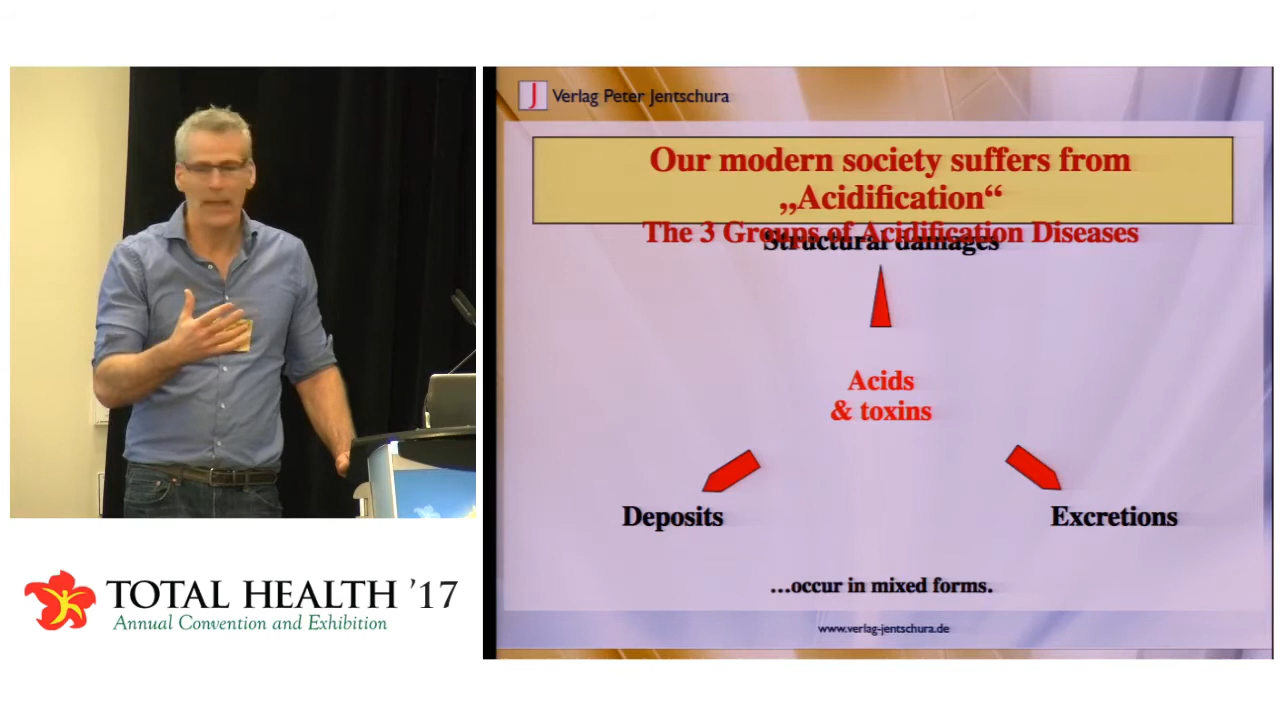 J Verlag Peter Jentschura
Our modern society suffers from
„Acidification“
The 3 Groups of Acidification Diseases
Structural damages
Acids
& toxins
Deposits
Excretions
...occur in mixed forms.
www.verlag-jentschura.de
TOTAL HEALTH ’17
Annual Convention and Exhibition